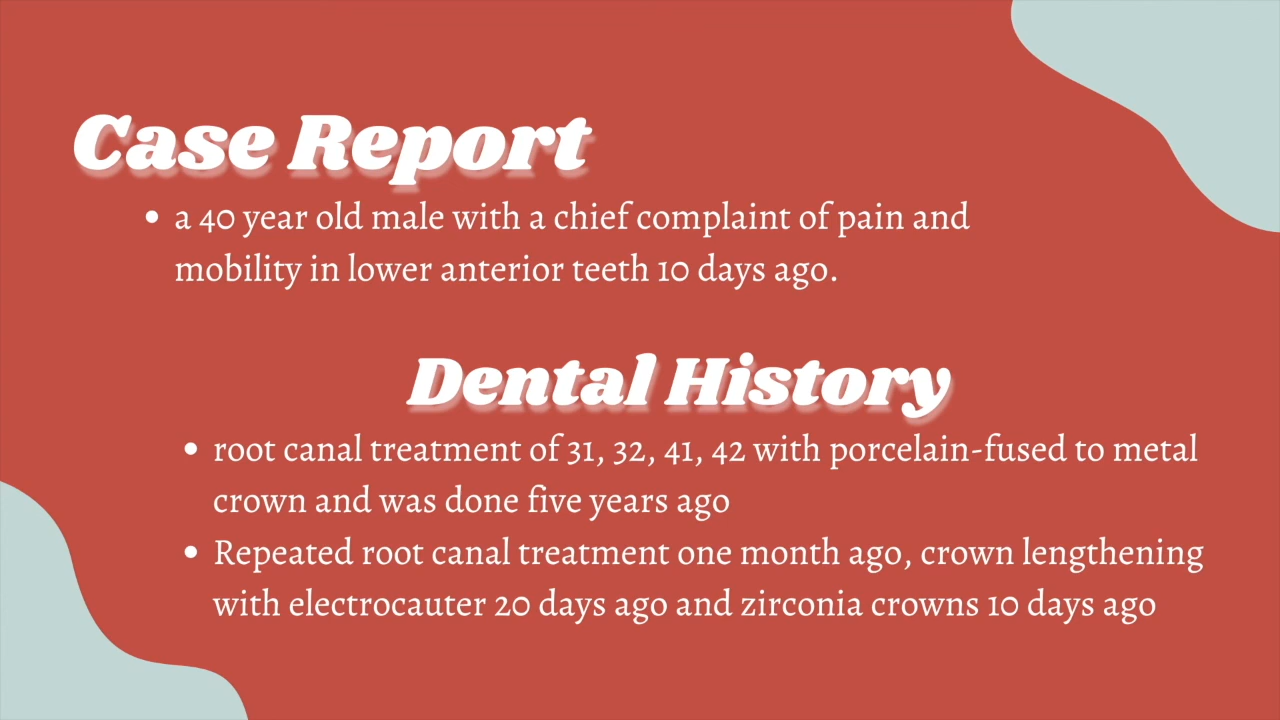 Case Report
• a 40 year old male with a chief complaint of pain and
mobility in lower anterior teeth 10 days ago.
Dental History
• root canal treatment of 31, 32, 41, 42 with porcelain-fused to metal
crown and was done five years ago
• Repeated root canal treatment one month ago, crown lengthening
with electrocauter 20 days ago and zirconia crowns 10 days ago